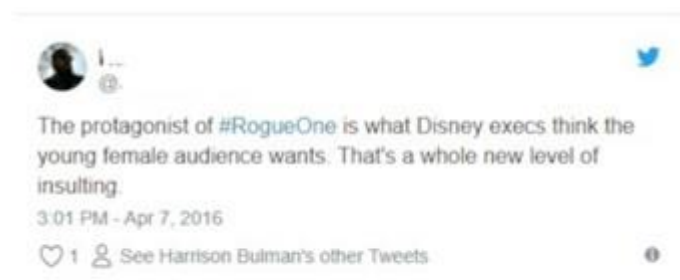 @
The protagonist of #RogueOne is what Disney execs think the
young female audience wants. That's a whole new level of
insulting.
3:01 PM - Apr 7, 2016
1 See Harrison Bulman's other Tweets